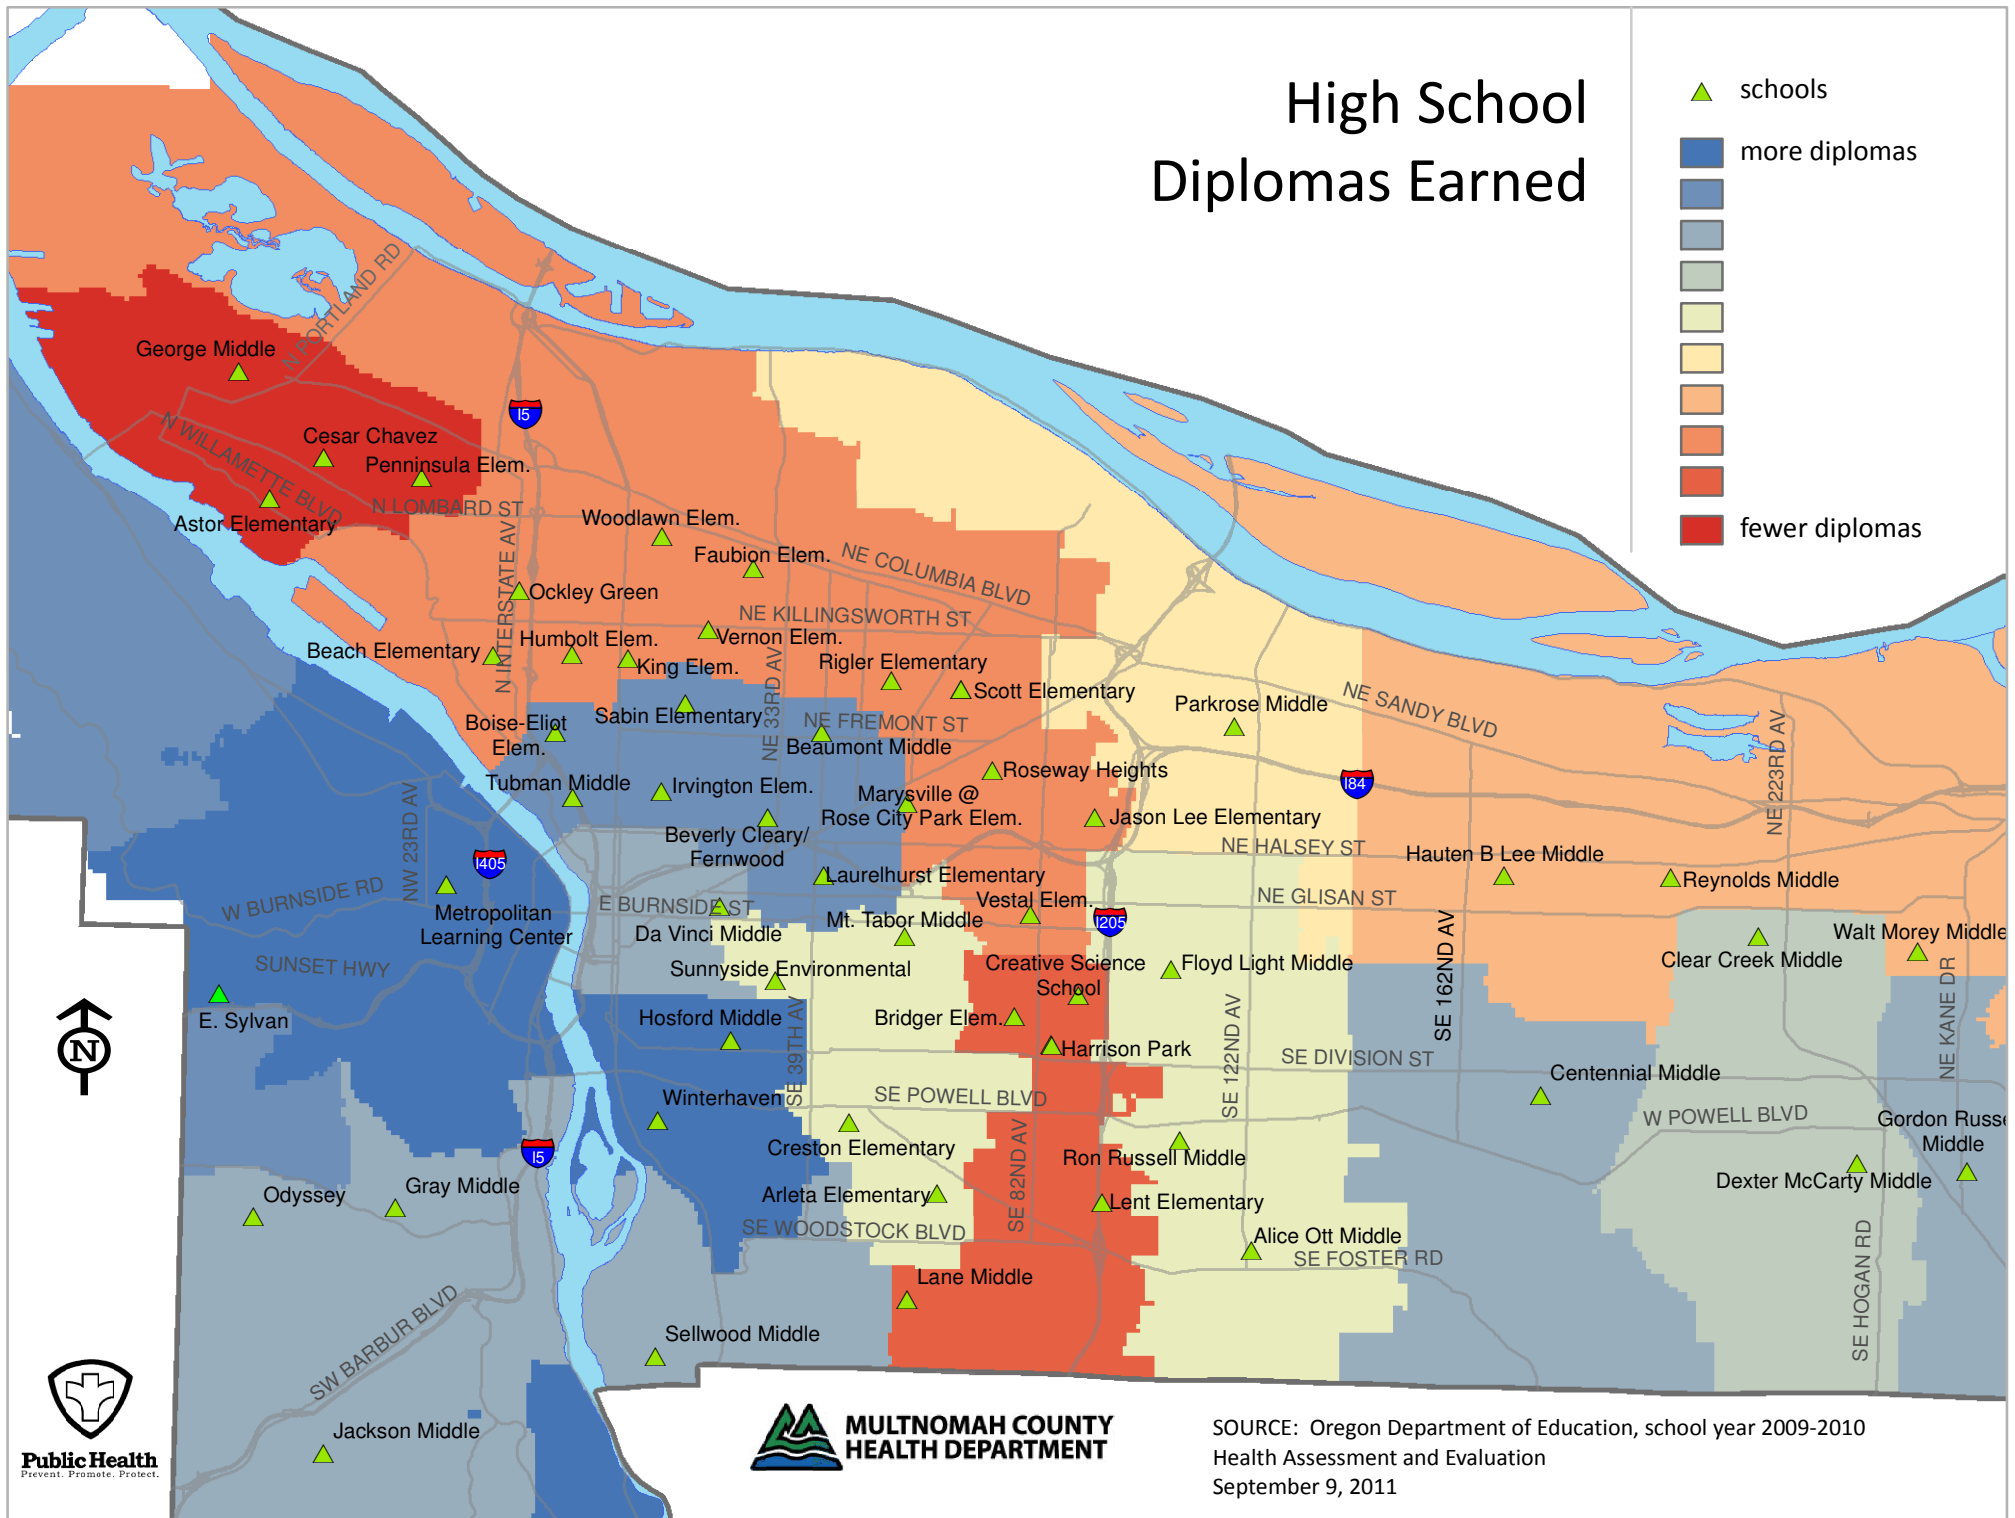 High School
Diplomas Earned
schools
more diplomas
fewer diplomas
N PORTLAND RD
George Middle
I5
N WILLAMETTE BLVD
Cesar Chavez
Penninsula Elem.
N LOMBARD ST
Astor Elementary
Woodlawn Elem.
Faubion Elem.
NE COLUMBIA BLVD
N INTERSTATE AV
Ockley Green
NE KILLINGSWORTH ST
Humbolt Elem.
Vernon Elem.
Beach Elementary
King Elem.
NE 33RD AV
Rigler Elementary
Scott Elementary
Parkrose Middle
NE SANDY BLVD
Boise-Eliot
Elem.
Sabin Elementary
NE FREMONT ST
Beaumont Middle
NE 223RD AV
Tubman Middle
Irvington Elem.
Roseway Heights
I84
Marysville @
Rose City Park Elem.
Jason Lee Elementary
NW 23RD AV
Beverly Cleary/
Fernwood
NE HALSEY ST
Hauten B Lee Middle
I405
Laurelhurst Elementary
Reynolds Middle
W BURNSIDE RD
E BURNSIDE ST
Vestal Elem.
NE GLISAN ST
Metropolitan
Learning Center
Da Vinci Middle
Mt. Tabor Middle
I205
SE 162ND AV
Walt Morey Middle
Clear Creek Middle
SUNSET HWY
Sunnyside Environmental
Creative Science
School
Floyd Light Middle
NE KANE DR
E. Sylvan
Hosford Middle
SE 39TH AV
Bridger Elem.
Harrison Park
SE 122ND AV
SE DIVISION ST
N
Centennial Middle
Winterhaven
SE POWELL BLVD
W POWELL BLVD
Gordon Russe
Middle
I5
Creston Elementary
SE 82ND AV
Ron Russell Middle
Dexter McCarty Middle
Odyssey
Gray Middle
Arleta Elementary
Lent Elementary
SE WOODSTOCK BLVD
Alice Ott Middle
SE FOSTER RD
SE HOGAN RD
Lane Middle
SW BARBUR BLVD
Sellwood Middle
Jackson Middle
Public Health
Prevent. Promote. Protect.
MULTNOMAH COUNTY
HEALTH DEPARTMENT
SOURCE: Oregon Department of Education, school year 2009-2010
Health Assessment and Evaluation
September 9, 2011